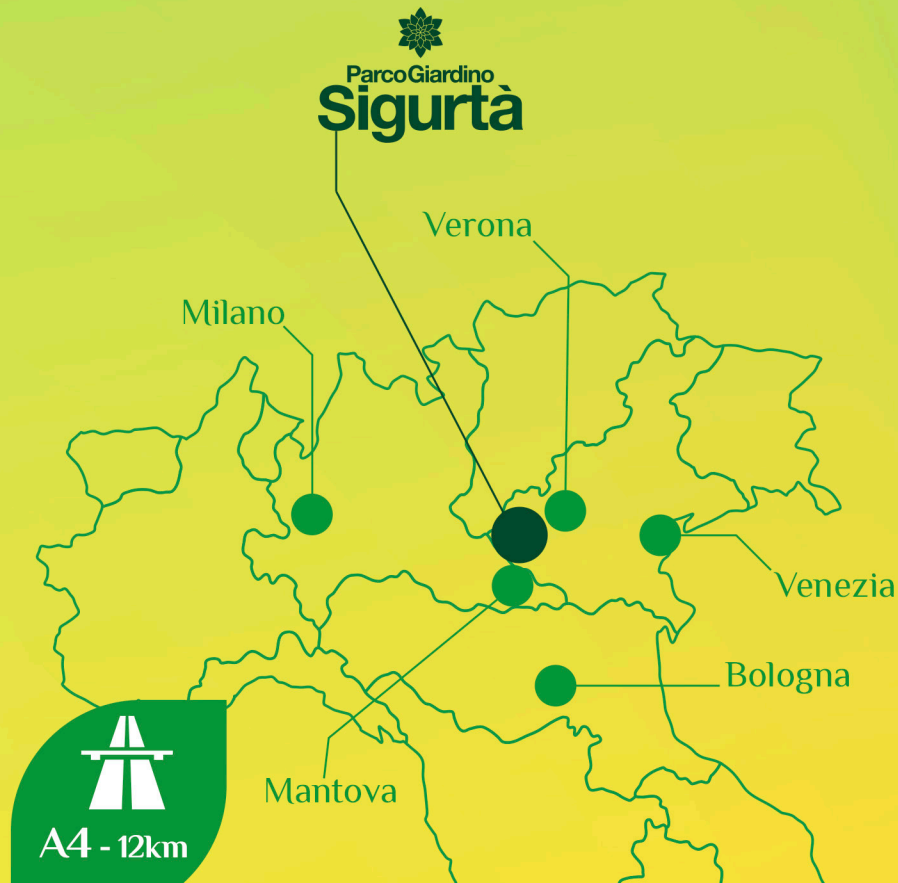 ParcoGiardino
Sigurtà
Verona
Milano
Venezia
Bologna
Mantova
A4 - 12km